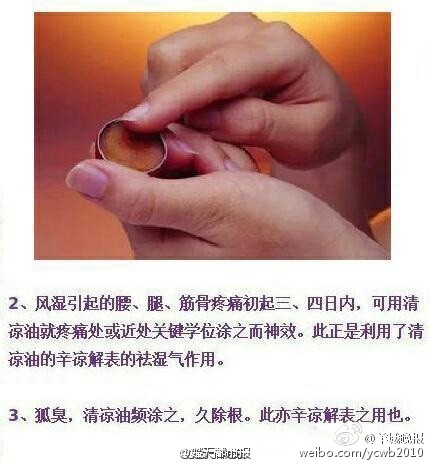 2、风湿引起的腰、腿、筋骨疼痛初起三、四日内，可用清
凉油就疼痛处或近处关键学位涂之而神效。此正是利用了清
凉油的辛凉解表的祛湿气作用。
3、狐臭，清凉油频涂之，久除根。此亦辛凉解表之用也。
@羊城晚报
weibo.com/ycwb2010